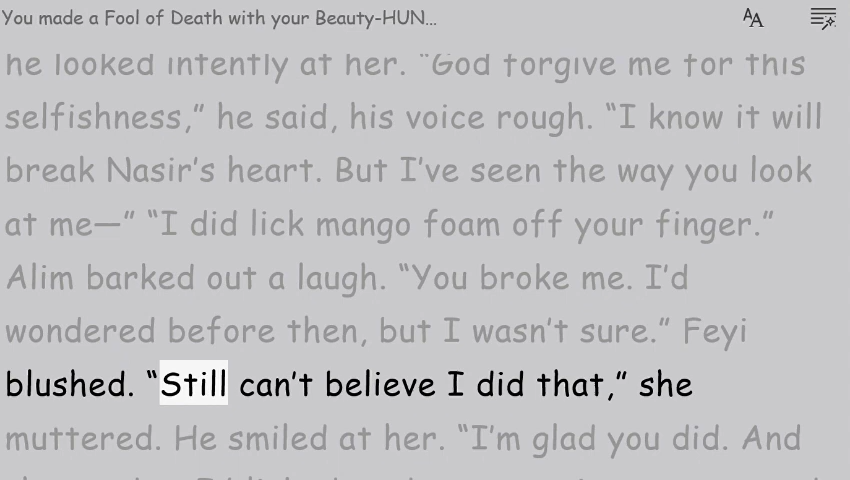 You made a Fool of Death with your Beauty-HUN...
he looked intently at her. “God forgive me for this
selfishness,” he said, his voice rough. “I know it will
break Nasir’s heart. But I’ve seen the way you look
at me—” “I did lick mango foam off your finger.”
Alim barked out a laugh. “You broke me. I’d
wondered before then, but I wasn’t sure.” Feyi
blushed. “Still can’t believe I did that,” she
muttered. He smiled at her. “I’m glad you did. And